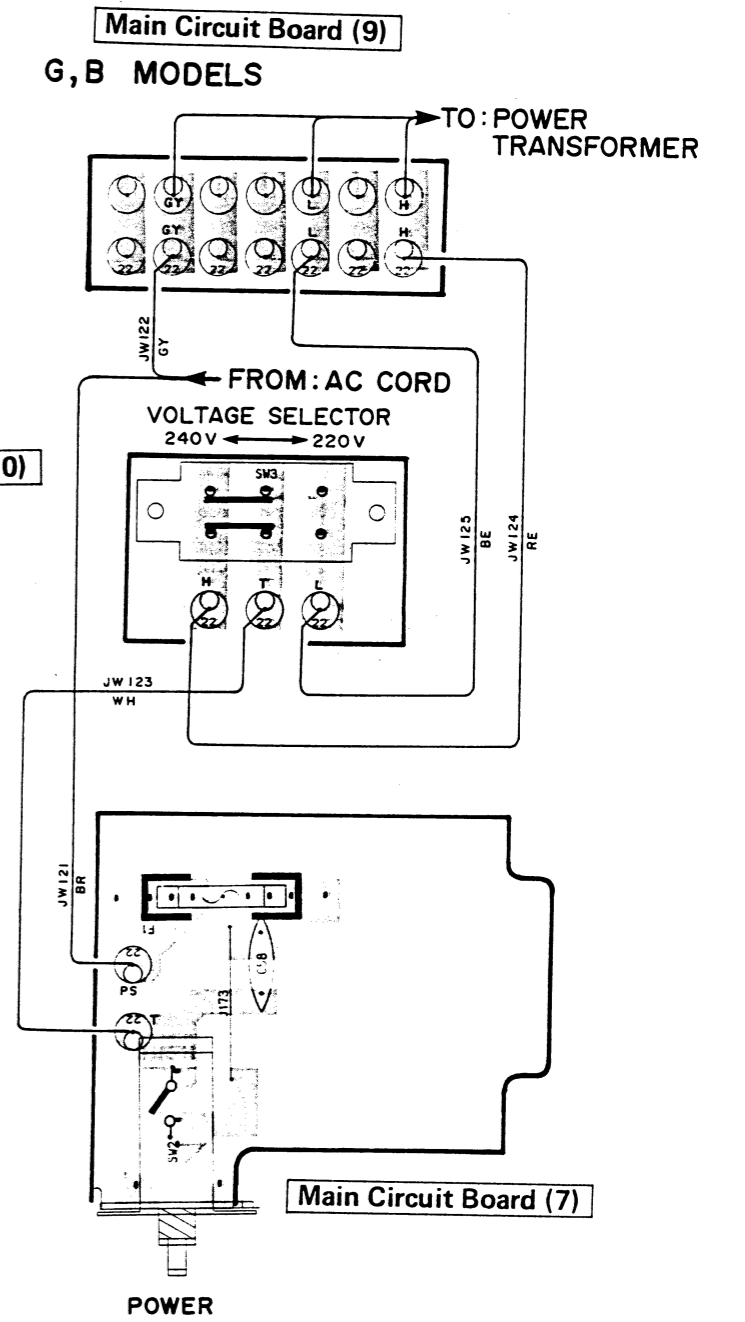 Main Circuit Board (9)
G, B MODELS
TO: POWER
TRANSFORMER
GY L H
GY L H
22 22 22 22 22 22 22
JW122
GY
FROM: AC CORD
VOLTAGE SELECTOR
240V 220V
0)
SW3
JW125
BE
JW124
RE
H T L
22 22 22
JW123
WH
JW121
BR
F1
22
PS
C58
J173
22
T
SW2
Main Circuit Board (7)
POWER